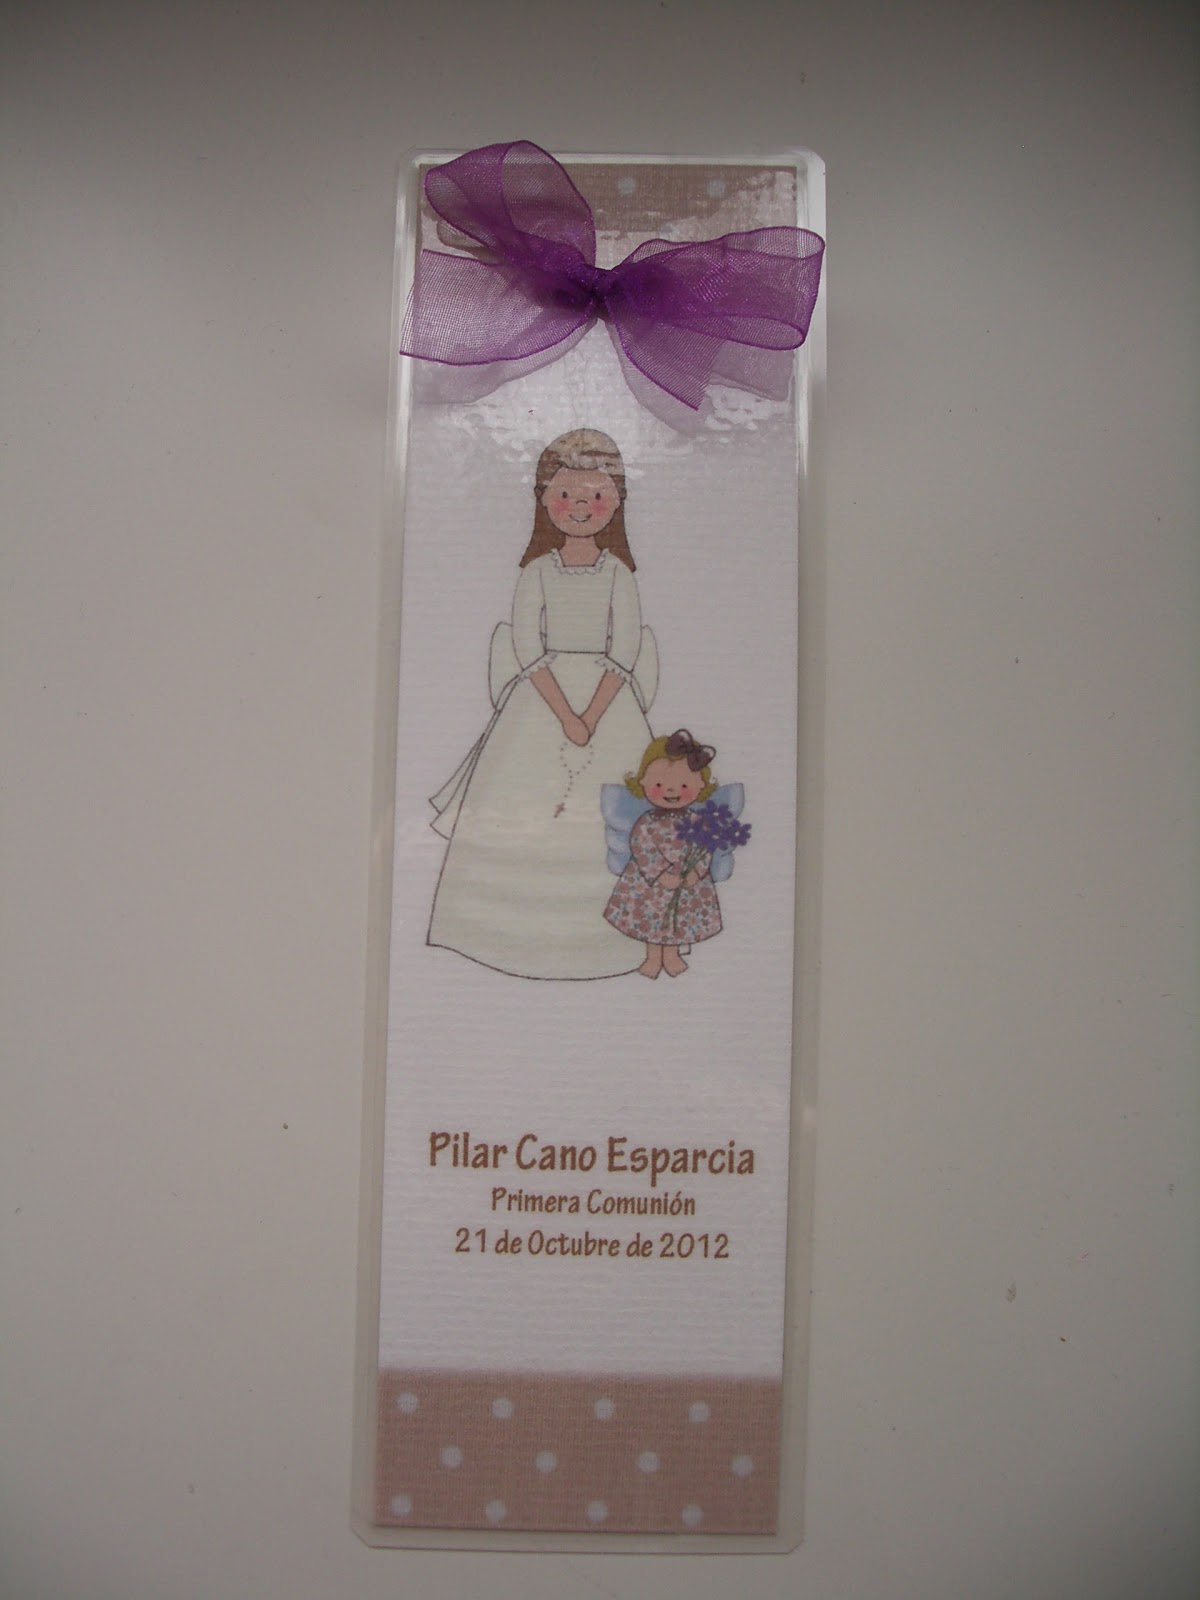 Pilar Cano Esparcia
Primera Comunión
21 de Octubre de 2012